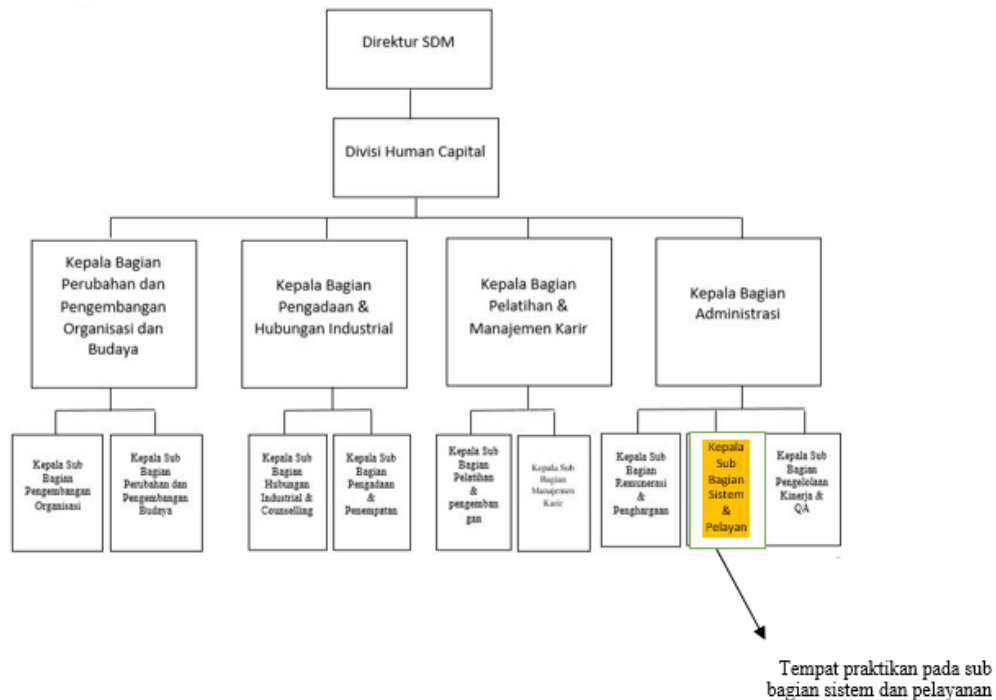 Direktur SDM
Divisi Human Capital
Kepala Bagian
Perubahan dan
Pengembangan
Organisasi dan
Budaya
Kepala Bagian
Pengadaan &
Hubungan Industrial
Kepala Bagian
Pelatihan &
Manajemen Karir
Kepala Bagian
Administrasi
Kepala Sub
Bagian
Pengembangan
Organisasi
Kepala Sub
Bagian
Perubahan dan
Pengembangan
Budaya
Kepala Sub
Bagian
Hubungan
Industrial &
Counselling
Kepala Sub
Bagian
Pengadaan
&
Penempatan
Kepala Sub
Bagian
Pelatihan
&
pengemban
gan
Kepala Sub
Bagian
Manajemen
Karir
Kepala Sub
Bagian
Remunerasi
&
Penghargaan
Kepala
Sub
Bagian
Sistem
&
Pelayan
Kepala Sub
Bagian
Pengelolaan
Kinerja &
QA
Tempat praktikan pada sub
bagian sistem dan pelayanan